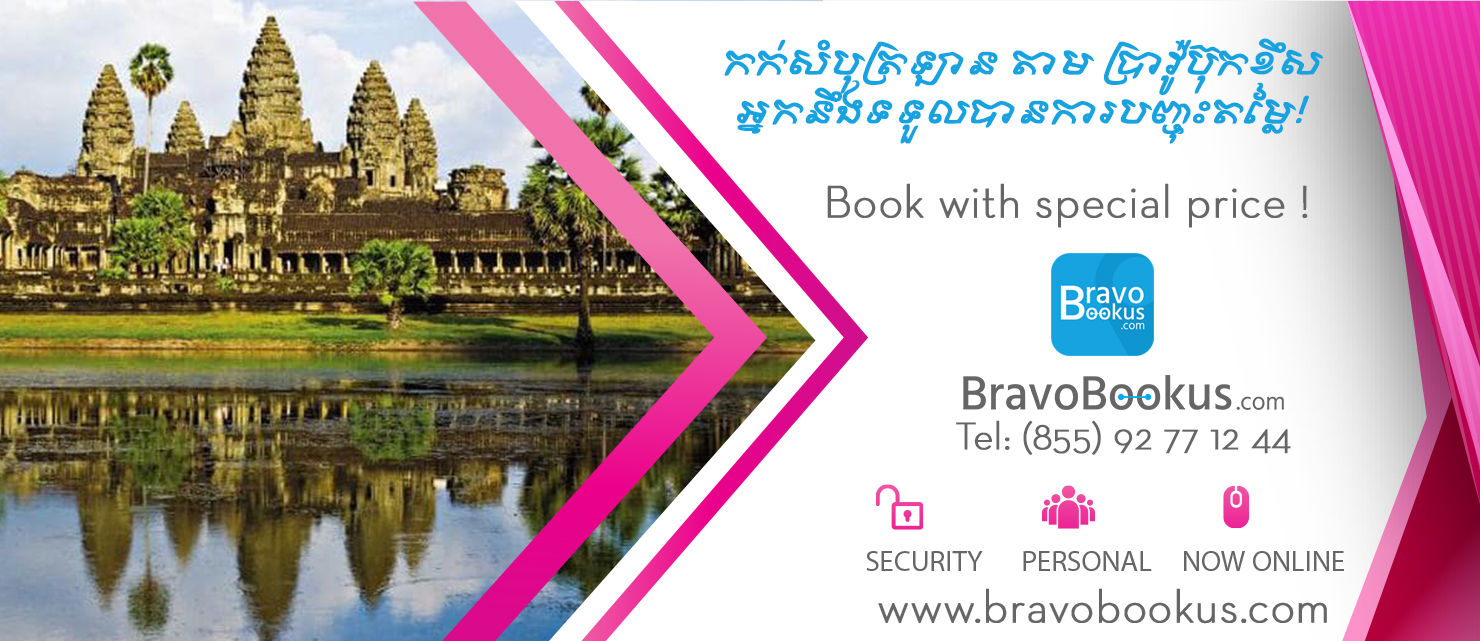 កក់សំបុត្រឡាន តាម ប្រាវ៉ូប៊ុកខឹស
អ្នកនឹងទទួលបានការបញ្ចុះតម្លៃ!
Book with special price !
Bravo
Bookus
.com
BravoBookus.com
Tel: (855) 92 77 12 44
SECURITY PERSONAL NOW ONLINE
www.bravobookus.com